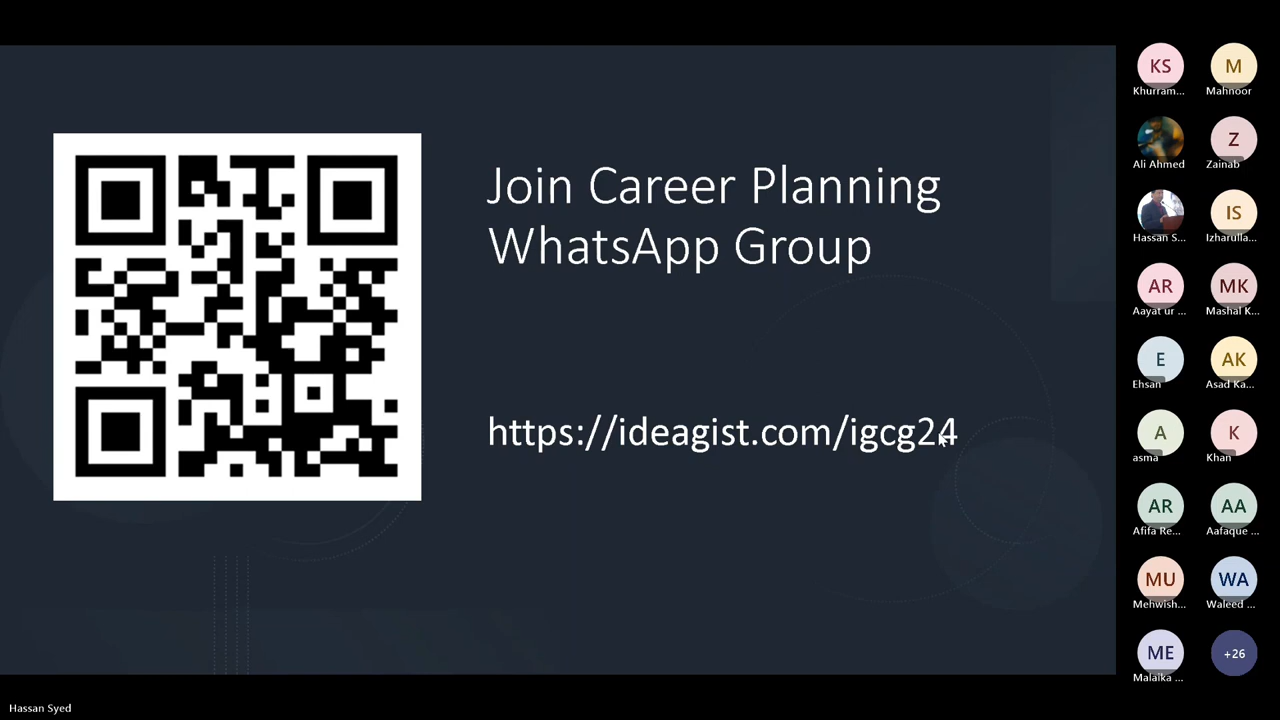 Join Career Planning
WhatsApp Group
https://ideagist.com/igcg24
KS
Khurram...
M
Mahnoor
Ali Ahmed
Z
Zainab
Hassan S...
IS
Izharulla...
AR
Aayat ur ...
MK
Mashal K...
E
Ehsan
AK
Asad Ka...
A
asma
K
Khan
AR
Afifa Re...
AA
Aafaque ...
MU
Mehwish...
WA
Waleed ...
ME
Malaika ...
+26
Hassan Syed